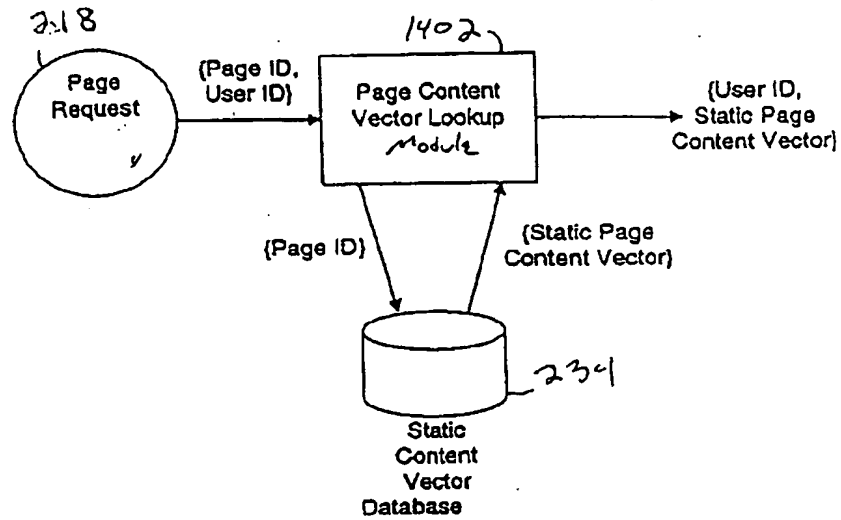 218
1402
Page
Request
{Page ID,
User ID}
Page Content
Vector Lookup
Module
{User ID,
Static Page
Content Vector}
{Page ID}
{Static Page
Content Vector}
234
Static
Content
Vector
Database